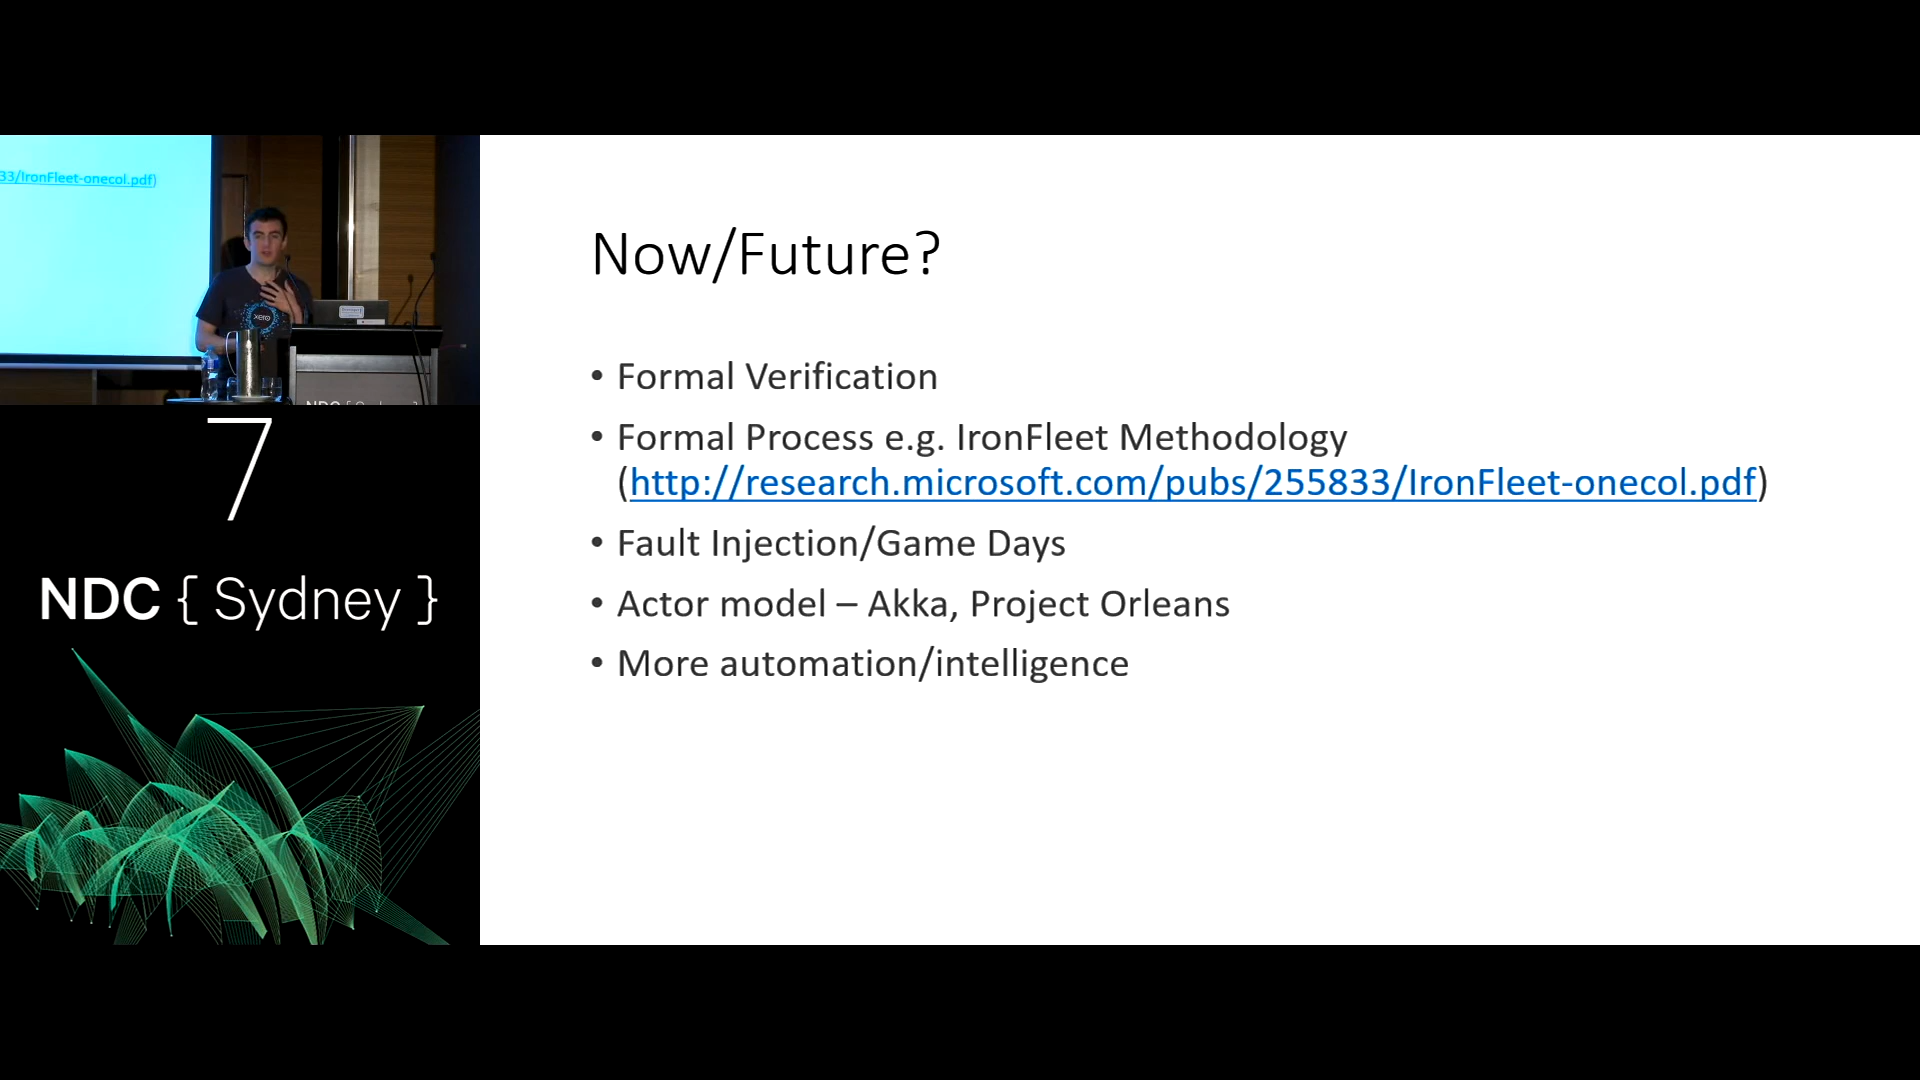 33/IronFleet-onecol.pdf)
xero
7
NDC { Sydney }
Now/Future?
• Formal Verification
• Formal Process e.g. IronFleet Methodology
(http://research.microsoft.com/pubs/255833/IronFleet-onecol.pdf)
• Fault Injection/Game Days
• Actor model – Akka, Project Orleans
• More automation/intelligence